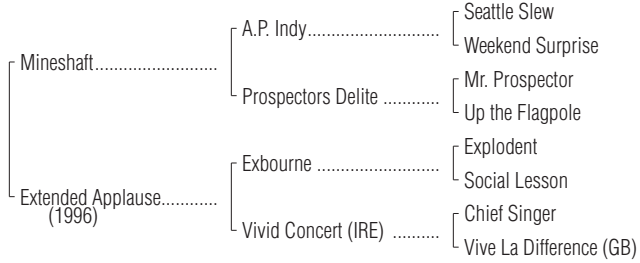 Seattle Slew
A.P. Indy............................
Weekend Surprise
Mineshaft..........................
Mr. Prospector
Prospectors Delite ............
Up the Flagpole
Explodent
Exbourne ..........................
Social Lesson
Extended Applause............
(1996)
Chief Singer
Vivid Concert (IRE) ..........
Vive La Difference (GB)